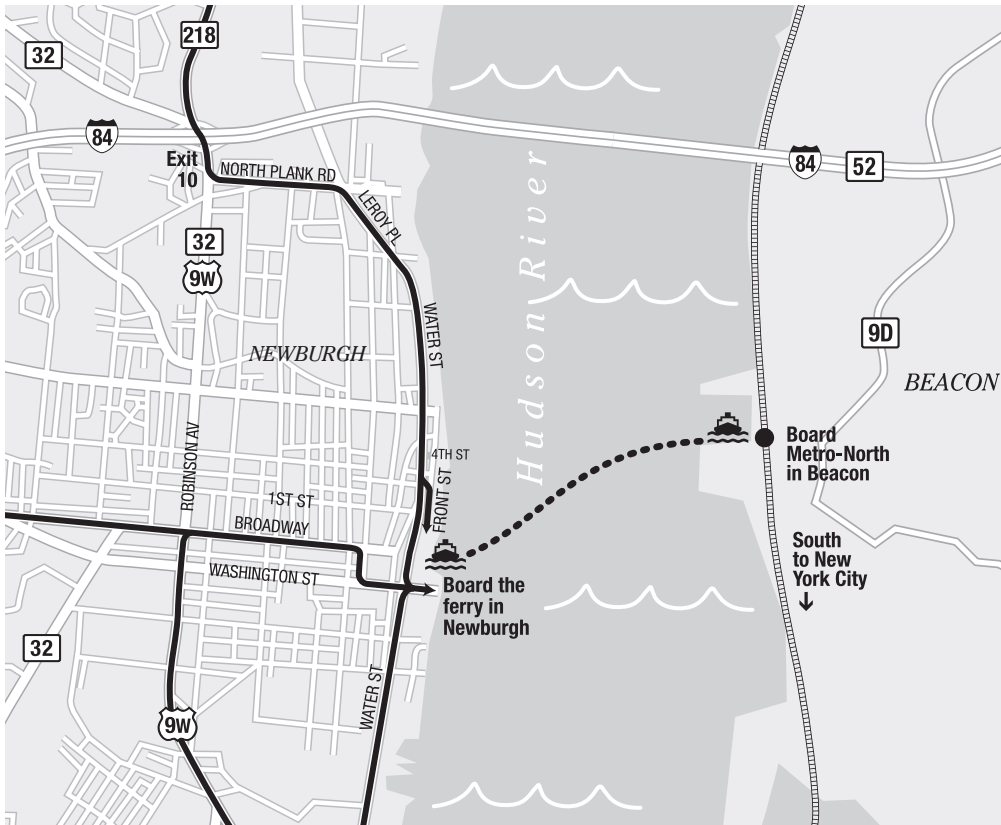 218
32
84
Exit
10
NORTH PLANK RD
LEROY PL
84
52
32
9W
Hudson River
WATER ST
9D
NEWBURGH
BEACON
ROBINSON AV
4TH ST
Board
Metro-North
in Beacon
FRONT ST
1ST ST
BROADWAY
South
to New
York City
WASHINGTON ST
Board the
ferry in
Newburgh
32
WATER ST
9W